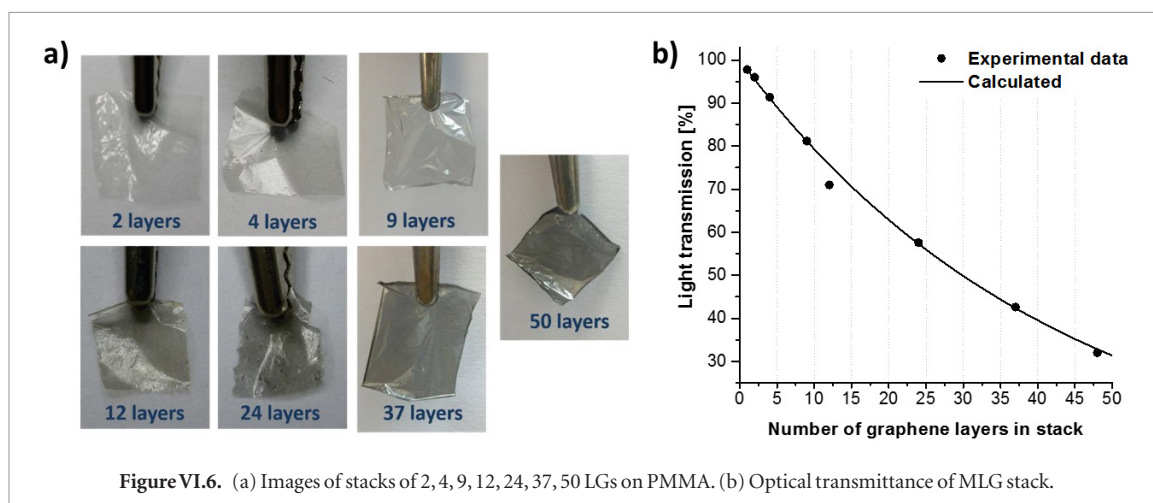 a)
2 layers
4 layers
9 layers
12 layers
24 layers
37 layers
50 layers
b)
Experimental data
Calculated
Light transmission [%]
100
90
80
70
60
50
40
30
0 5 10 15 20 25 30 35 40 45 50
Number of graphene layers in stack
Figure VI.6. (a) Images of stacks of 2, 4, 9, 12, 24, 37, 50 LGs on PMMA. (b) Optical transmittance of MLG stack.